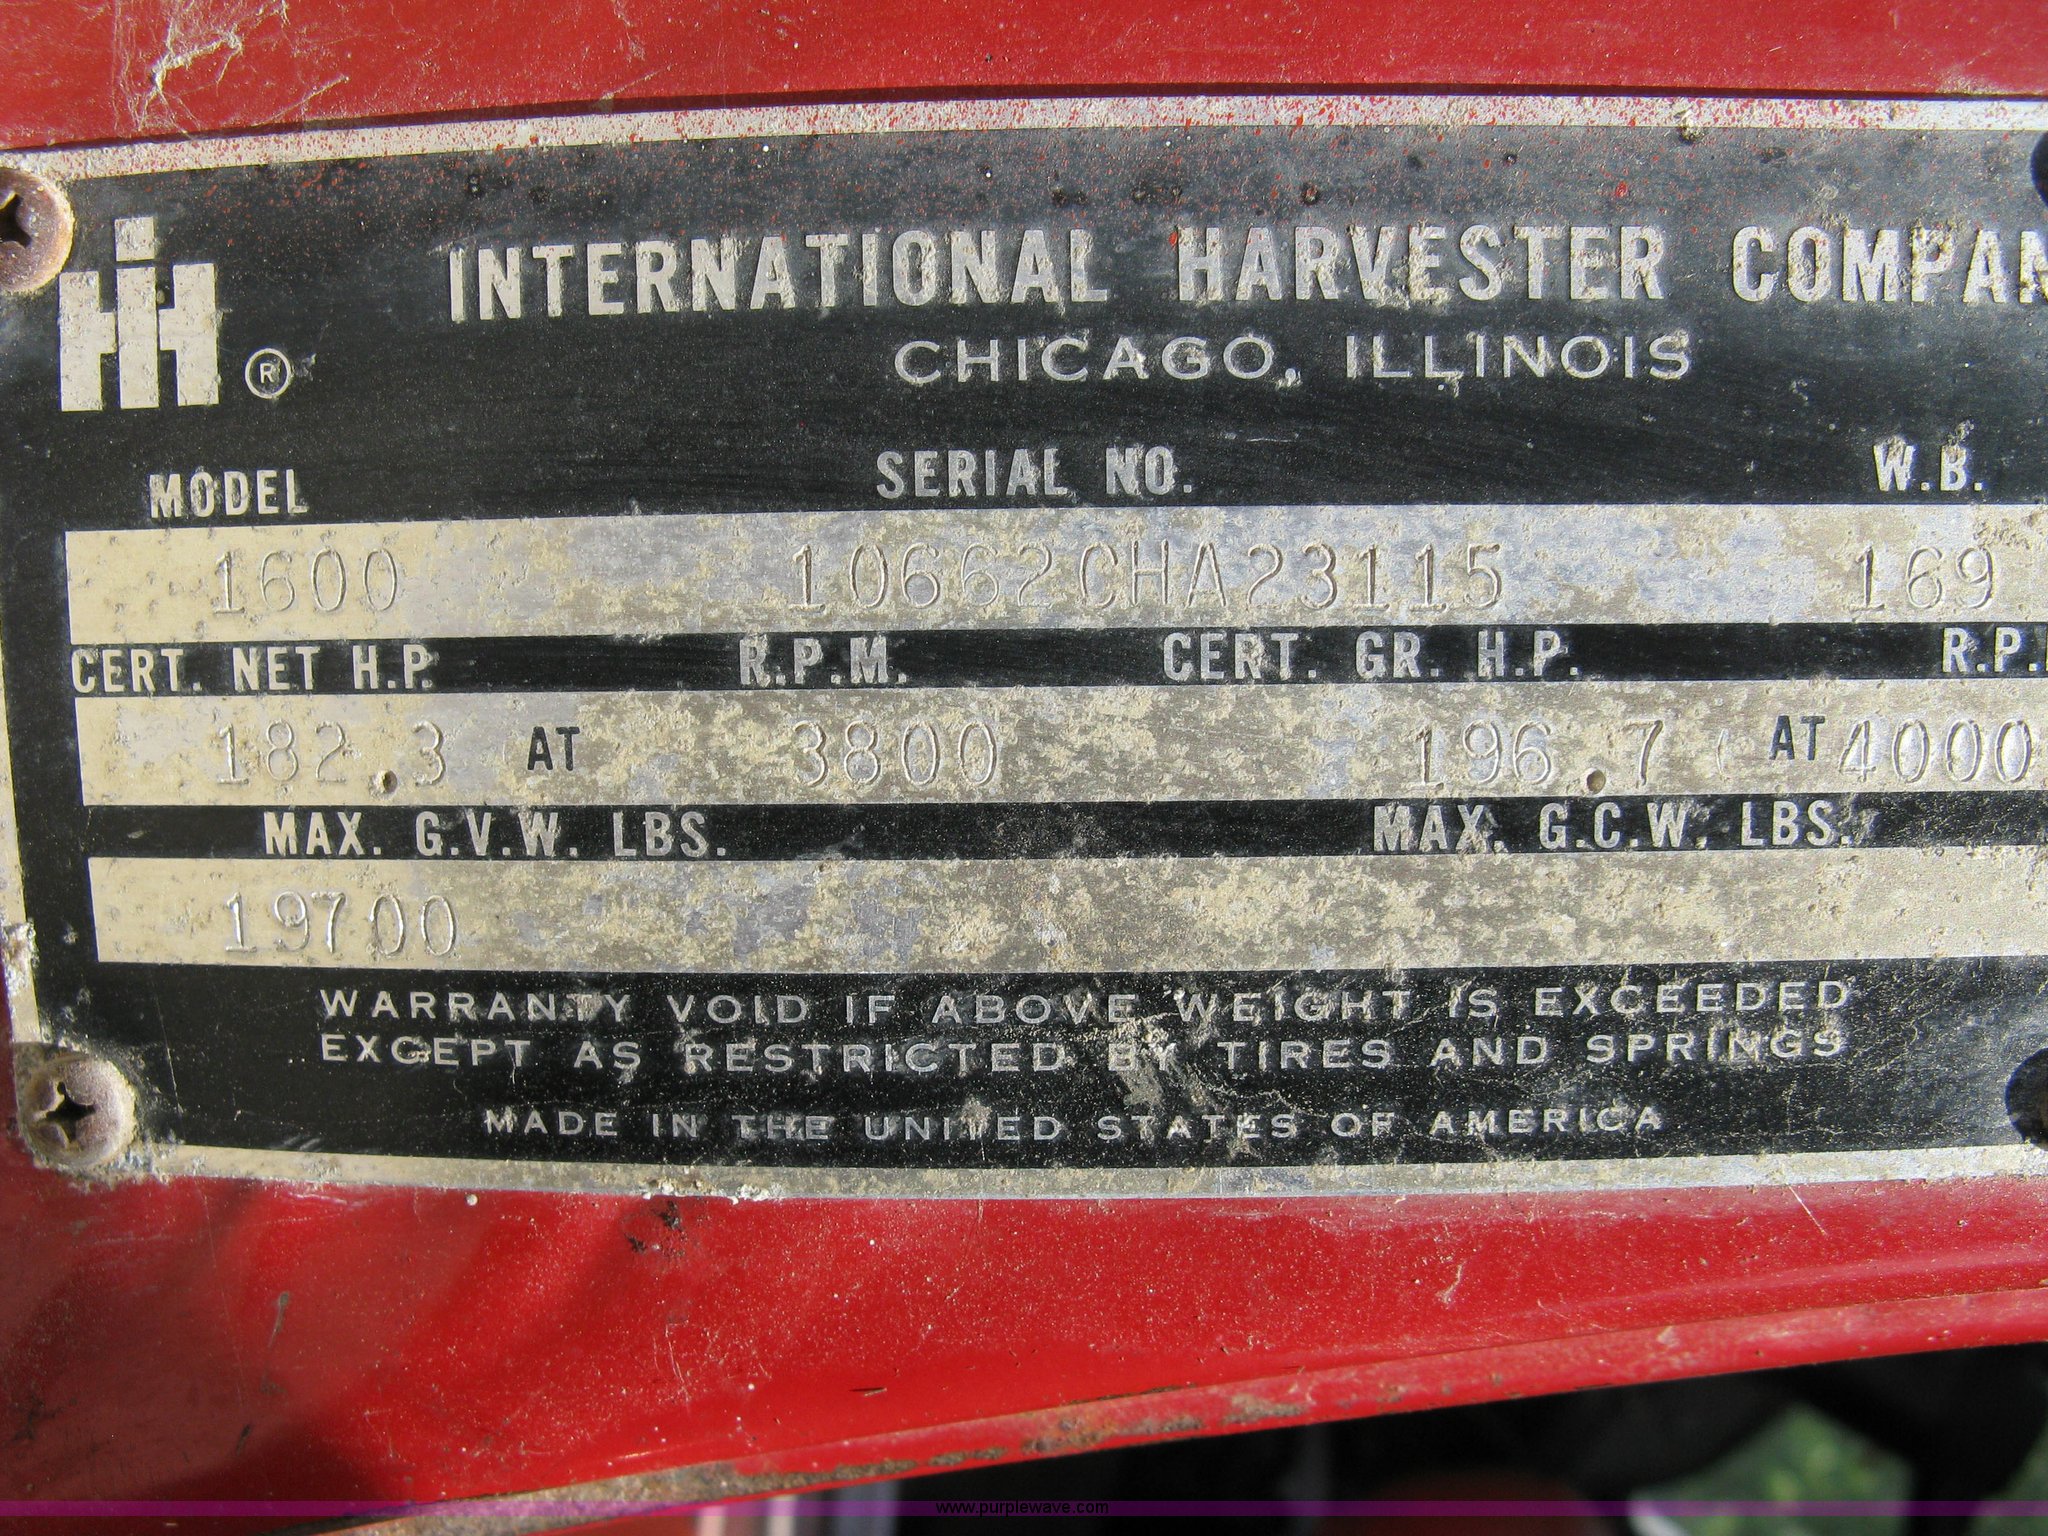 IH ®
INTERNATIONAL HARVESTER COMPAN
CHICAGO, ILLINOIS
MODEL SERIAL NO. W.B.
1600 10662CHA23115 169
CERT. NET H.P. R.P.M. CERT. GR. H.P. R.P.
182.3 AT 3800 196.7 AT 4000
MAX. G.V.W. LBS. MAX. G.C.W. LBS.
19700
WARRANTY VOID IF ABOVE WEIGHT IS EXCEEDED
EXCEPT AS RESTRICTED BY TIRES AND SPRINGS
MADE IN THE UNITED STATES OF AMERICA
www.purplewave.com